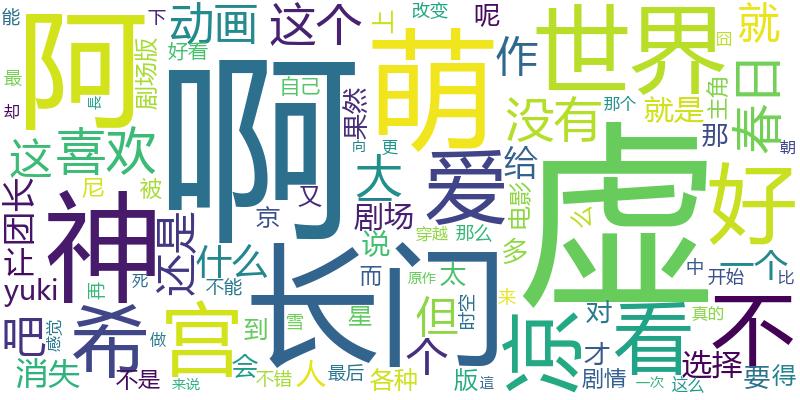 能
下
动画
这个
上
改变
呢
世界
就
囧
阿
好看
剧场版
最
却
長
自己
果然
啊
萌
作
没有
那个
就是
主角
春日
那
朝
这
喜欢
大
向
更
爱
给
虚
好
让团长
yuki
神
尼
被
还是
京
又
剧场
说
穿越
那么
多
电影
么
什么
死
再
不能
长门
而
原作
太
但
时空
来
凉
看
对
中
开始
比
一个
不
真的
吧
感觉
希
做
宫
到
雪
星
会
个
才
选择
要得
消失
不是
来说
不错
人
最后
各种
版
這
剧情
一次
这么